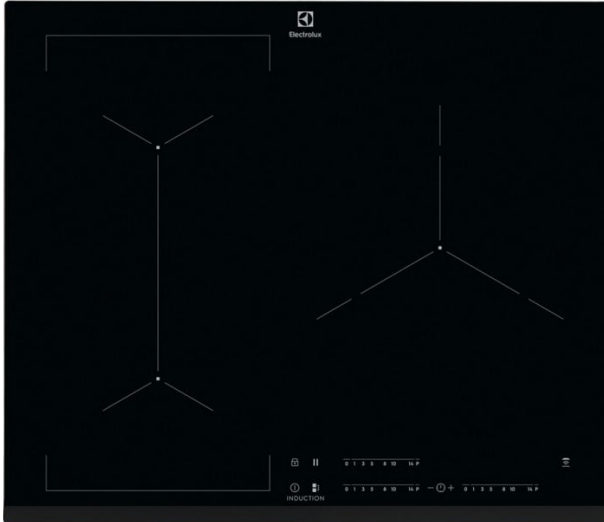 Electrolux
0 1 3 5 8 10 14 P
0 1 3 5 8 10 14 P
− + 0 1 3 5 8 10 14 P
INDUCTION